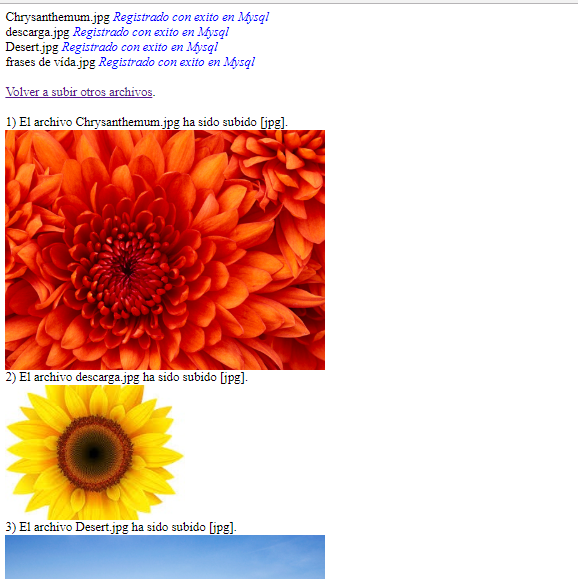 Chrysanthemum.jpg Registrado con exito en Mysql
descarga.jpg Registrado con exito en Mysql
Desert.jpg Registrado con exito en Mysql
frases de vida.jpg Registrado con exito en Mysql
Volver a subir otros archivos.
1) El archivo Chrysanthemum.jpg ha sido subido [jpg].
2) El archivo descarga.jpg ha sido subido [jpg].
3) El archivo Desert.jpg ha sido subido [jpg].